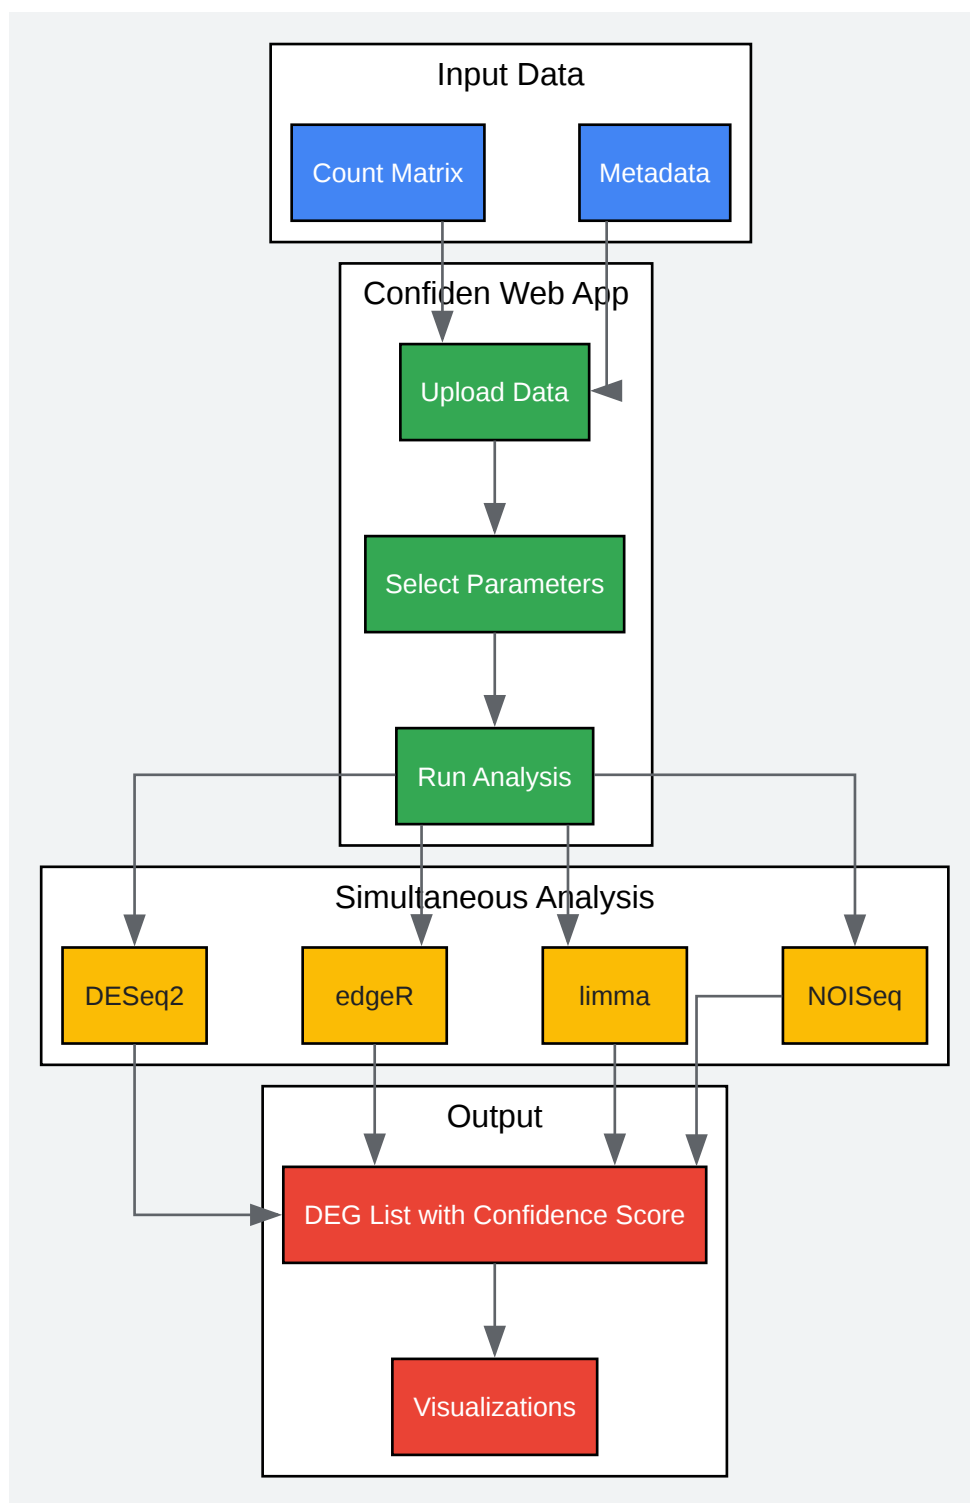 Input Data
Count Matrix
Metadata
Confiden Web App
Upload Data
Select Parameters
Run Analysis
Simultaneous Analysis
DESeq2
edgeR
limma
NOISeq
Output
DEG List with Confidence Score
Visualizations